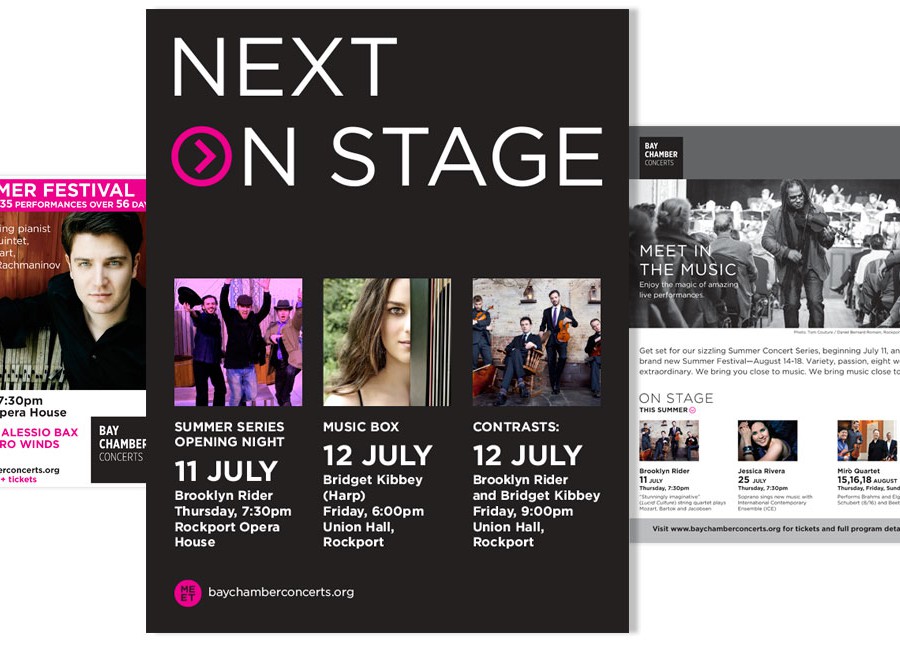 MER FESTIVAL
35 PERFORMANCES OVER 56 DA
ing pianist
uintet,
art,
Rachmaninov
7:30pm
pera House
ALESSIO BAX
RO WINDS
erconcerts.org
+ tickets
BAY
CHAMBER
CONCERTS
NEXT
ON STAGE
SUMMER SERIES
OPENING NIGHT
11 JULY
Brooklyn Rider
Thursday, 7:30pm
Rockport Opera
House
MUSIC BOX
12 JULY
Bridget Kibbey
(Harp)
Friday, 6:00pm
Union Hall,
Rockport
CONTRASTS:
12 JULY
Brooklyn Rider
and Bridget Kibbey
Friday, 9:00pm
Union Hall,
Rockport
ME
ET
baychamberconcerts.org
BAY
CHAMBER
CONCERTS
MEET IN
THE MUSIC
Enjoy the magic of amazing
live performances.
Photo: Tom Couture / Daniel Bernard Romain, Rockpor
Get set for our sizzling Summer Concert Series, beginning July 11, an
brand new Summer Festival—August 14-18. Variety, passion, eight w
extraordinary. We bring you close to music. We bring music close to
ON STAGE
THIS SUMMER
Brooklyn Rider
11 JULY
Thursday, 7:30pm
"Stunningly imaginative"
(Lucid Culture) string quartet plays
Mozart, Bartok and Jacobsen
Jessica Rivera
25 JULY
Thursday, 7:30pm
Soprano sings new music with
International Contemporary
Ensemble (ICE)
Miró Quartet
15,16,18 AUGUST
Thursday, Friday, Sund
Performs Brahms and Elg
Schubert (8/16) and Beet
Visit www.baychamberconcerts.org for tickets and full program deta